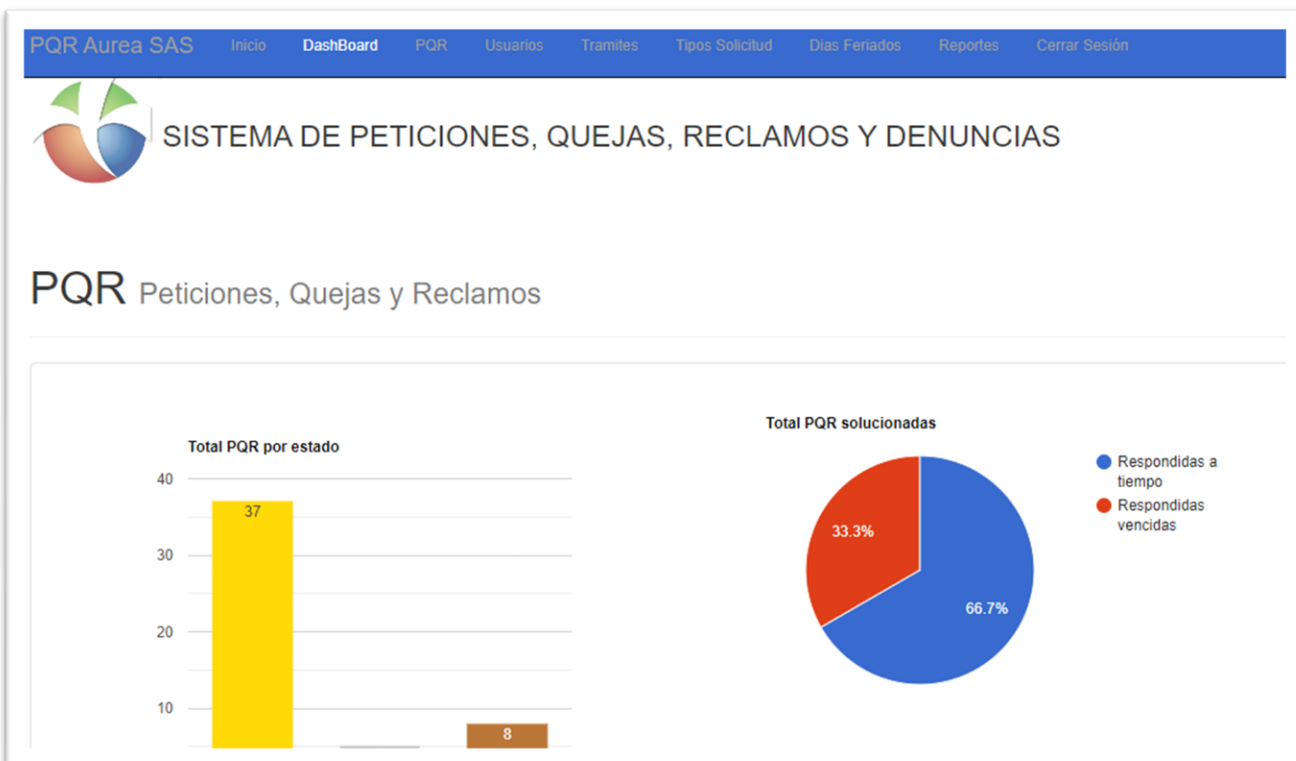 PQR Aurea SAS Inicio DashBoard PQR Usuarios Tramites Tipos Solicitud Dias Feriados Reportes Cerrar Sesión
SISTEMA DE PETICIONES, QUEJAS, RECLAMOS Y DENUNCIAS
PQR Peticiones, Quejas y Reclamos
Total PQR por estado
40
37
30
20
10
8
Total PQR solucionadas
33.3%
66.7%
Respondidas a
tiempo
Respondidas
vencidas